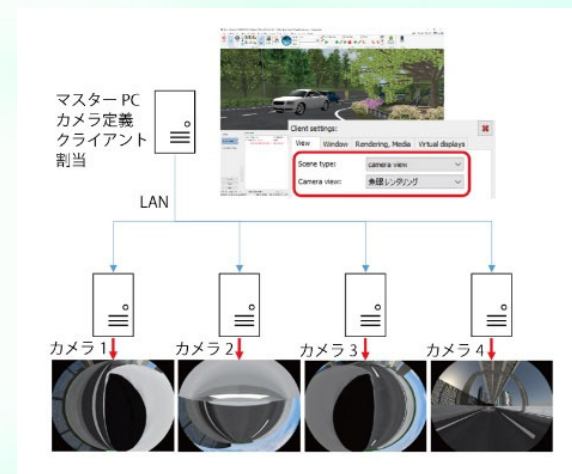 マスター PC
カメラ定義
クライアント
割当
Client settings:
View Window Rendering, Media Virtual displays
Scene type: camera view
Camera view: 魚眼レンダリング
LAN
カメラ 1
カメラ 2
カメラ 3
カメラ 4